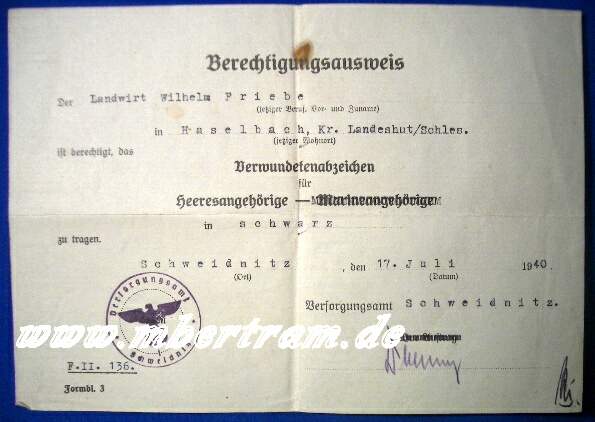 Berechtigungsausweis
Der Landwirt Wilhelm Friebe
(jetziger Beruf, Vor- und Zuname)
in Haselbach, Kr. Landeshut/Schles.
(jetziger Wohnort)
ist berechtigt, das
Verwundetenabzeichen
für
Heeresangehörige — Marineangehörige
in schwarz
zu tragen.
Schweidnitz, den 17. Juli 1940.
(Ort) (Datum)
Versorgungsamt Schweidnitz.
Versorgungsamt
Schweidnitz
www.mbertram.de
F.II. 136.
Formbl. 3